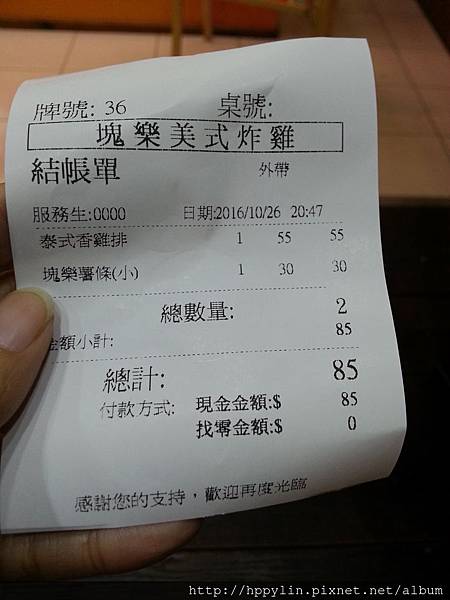 牌號: 36 桌號:
塊樂美式炸雞
結帳單 外帶
服務生:0000 日期:2016/10/26 20:47
泰式香雞排 1 55 55
塊樂薯條(小) 1 30 30
總數量: 2
金額小計: 85
總計: 85
付款方式: 現金金額:$ 85
找零金額:$ 0
感謝您的支持，歡迎再度光臨
http://hppylin.pixnet.net/album